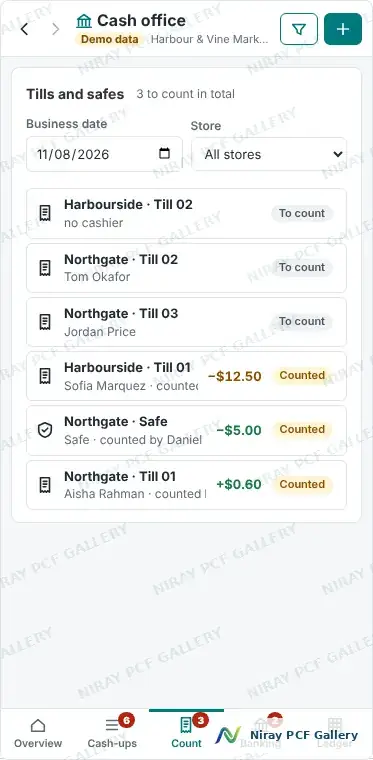 Cash office
Demo data Harbour & Vine Mark...
Tills and safes 3 to count in total
Business date
Store
11/08/2026
All stores
Harbourside · Till 02
no cashier
To count
Northgate · Till 02
Tom Okafor
To count
Northgate · Till 03
Jordan Price
To count
Harbourside · Till 01
Sofia Marquez · counted
−$12.50
Counted
Northgate · Safe
Safe · counted by Daniel
−$5.00
Counted
Northgate · Till 01
Aisha Rahman · counted
+$0.60
Counted
Overview
Cash-ups
6
Count
3
Banking
Ledger
Niray PCF Gallery
NIRAY PCF GALLERY